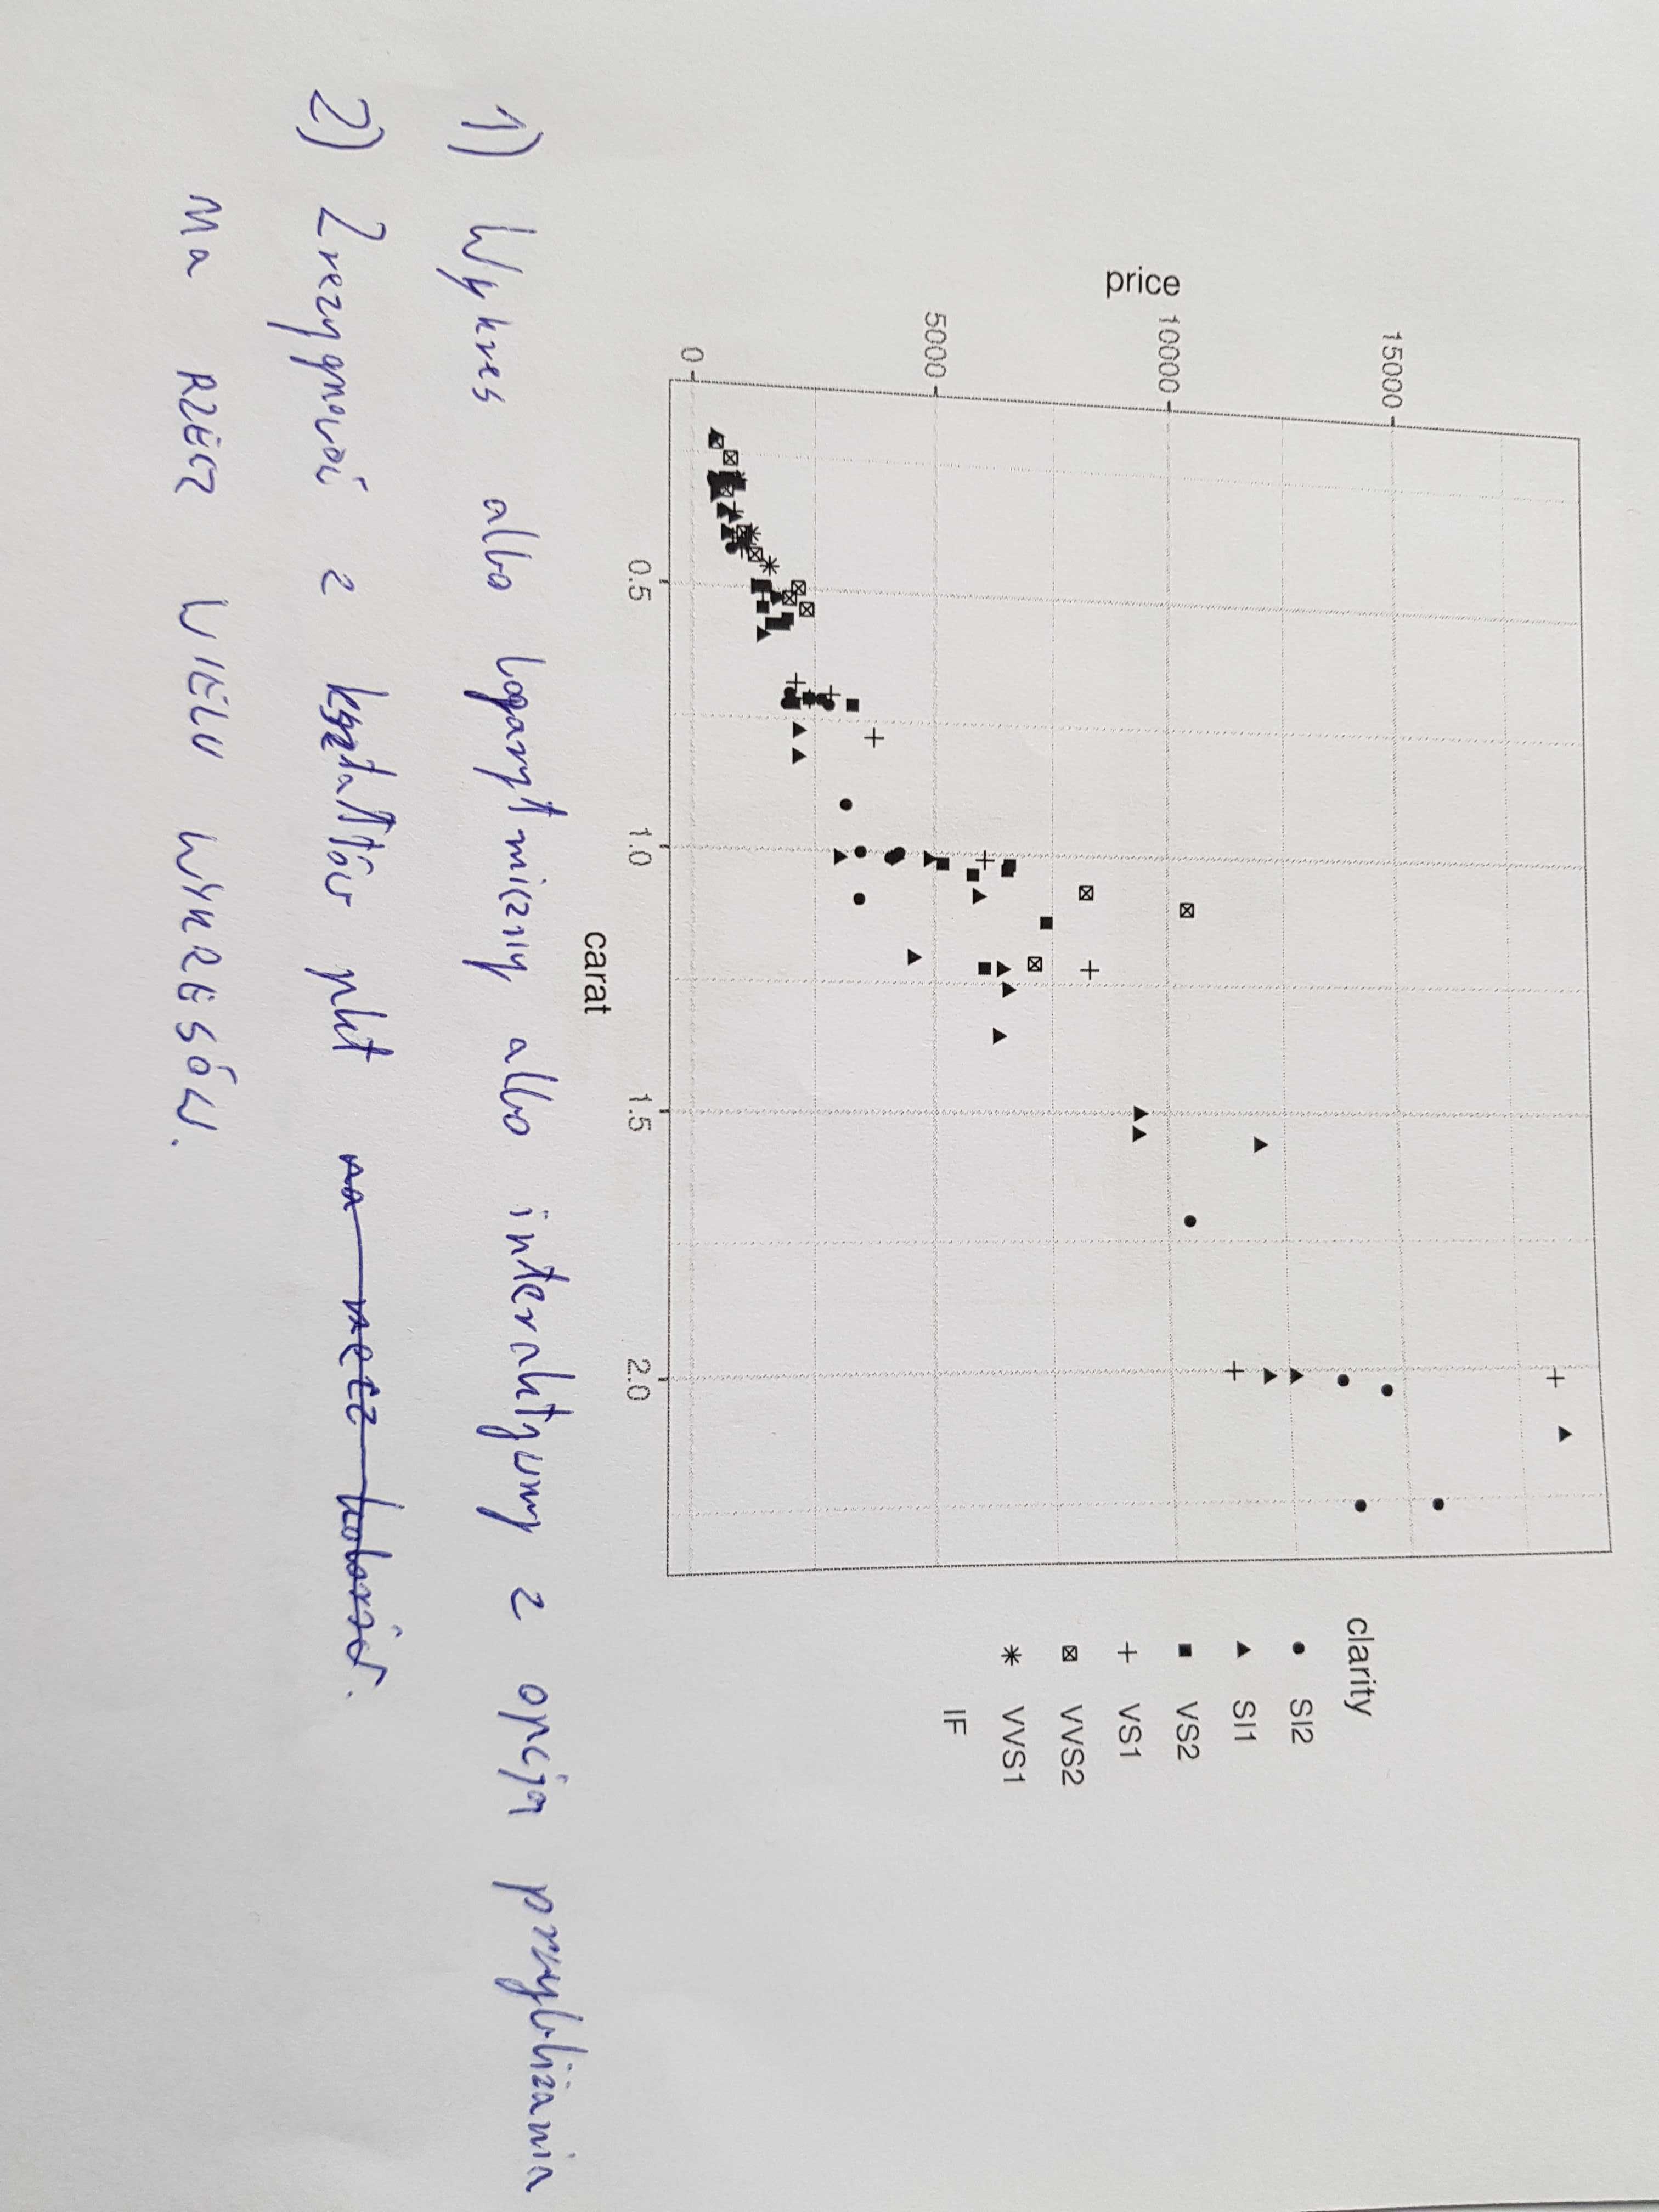 15000
10000
5000
0
price
0.5 1.0 1.5 2.0
carat
clarity
SI2
SI1
VS2
VS1
VVS2
VVS1
IF
1) Wykres albo logarytmiczny albo interaktywny z opcją przybliżania
2) Zrezygnować z kształtów pkt na rzecz kolorów.
na RZECZ WIELU WYKRESÓW.